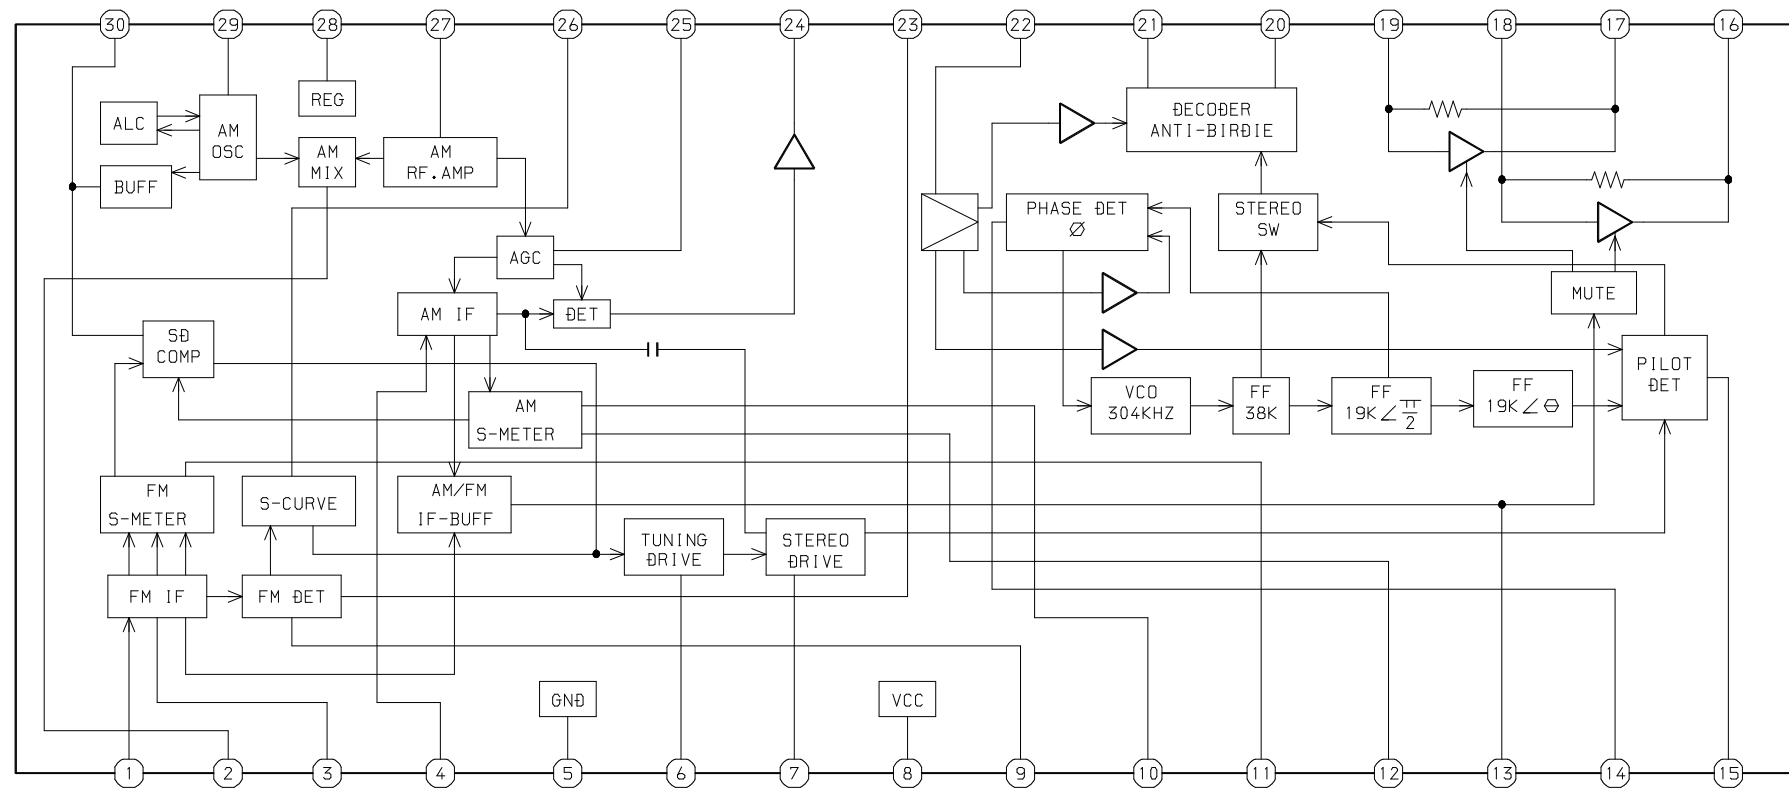 30 29 28 27 26 25 24 23 22 21 20 19 18 17 16
REG
ALC
AM
OSC
DECODER
ANTI-BIRDIE
AM
MIX
AM
RF.AMP
BUFF
PHASE DET
Ø
STEREO
SW
AGC
MUTE
AM IF
DET
SD
COMP
PILOT
DET
VCO
304KHZ
FF
38K
FF
19K∠π/2
FF
19K∠⊖
AM
S-METER
FM
S-METER
S-CURVE
AM/FM
IF-BUFF
TUNING
DRIVE
STEREO
DRIVE
FM IF
FM DET
GND
VCC
1 2 3 4 5 6 7 8 9 10 11 12 13 14 15